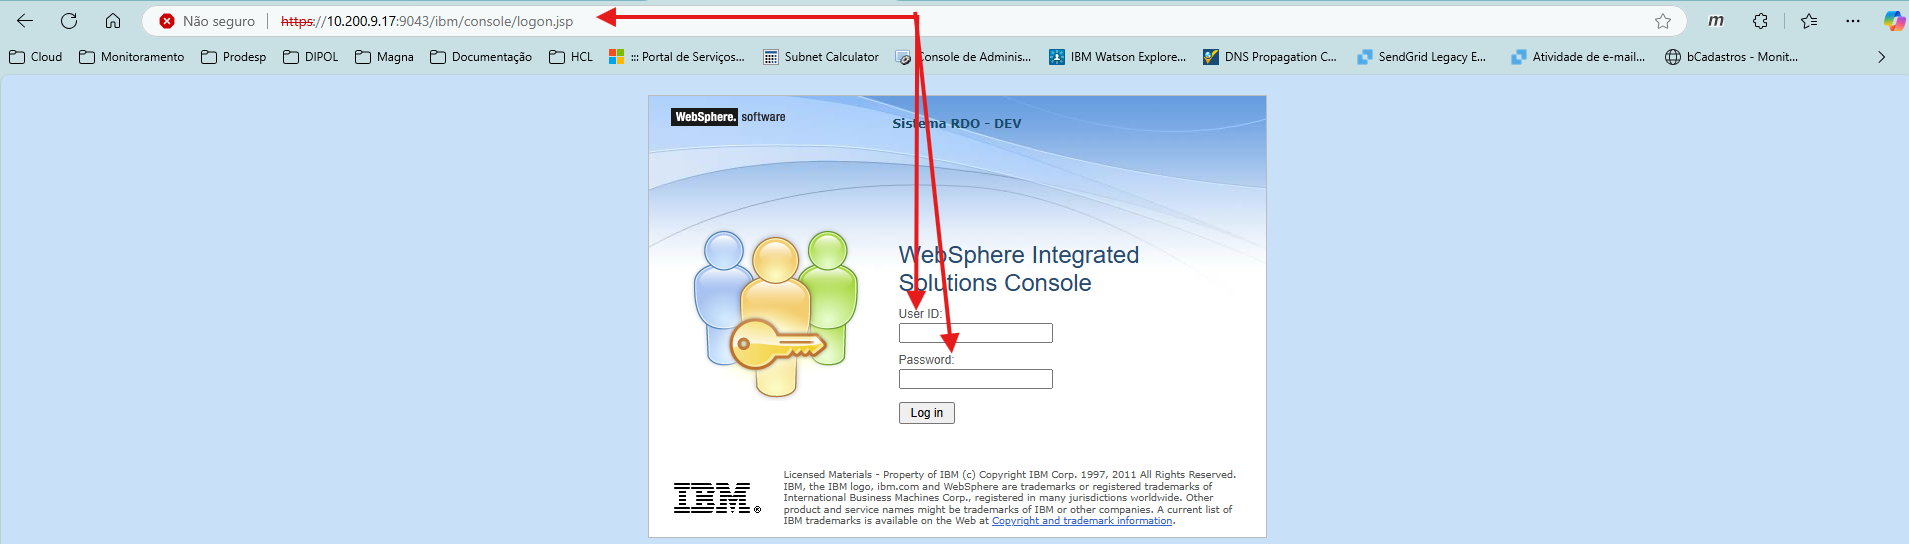 Não seguro https://10.200.9.17:9043/ibm/console/logon.jsp
Cloud Monitoramento Prodesp DIPOL Magna Documentação HCL ::: Portal de Serviços... Subnet Calculator Console de Adminis... IBM Watson Explore... DNS Propagation C... SendGrid Legacy E... Atividade de e-mail... bCadastros - Monit...
WebSphere. software
Sistema RDO - DEV
WebSphere Integrated
Solutions Console
User ID:
Password:
Log in
IBM®
Licensed Materials - Property of IBM (c) Copyright IBM Corp. 1997, 2011 All Rights Reserved.
IBM, the IBM logo, ibm.com and WebSphere are trademarks or registered trademarks of
International Business Machines Corp., registered in many jurisdictions worldwide. Other
product and service names might be trademarks of IBM or other companies. A current list of
IBM trademarks is available on the Web at Copyright and trademark information.